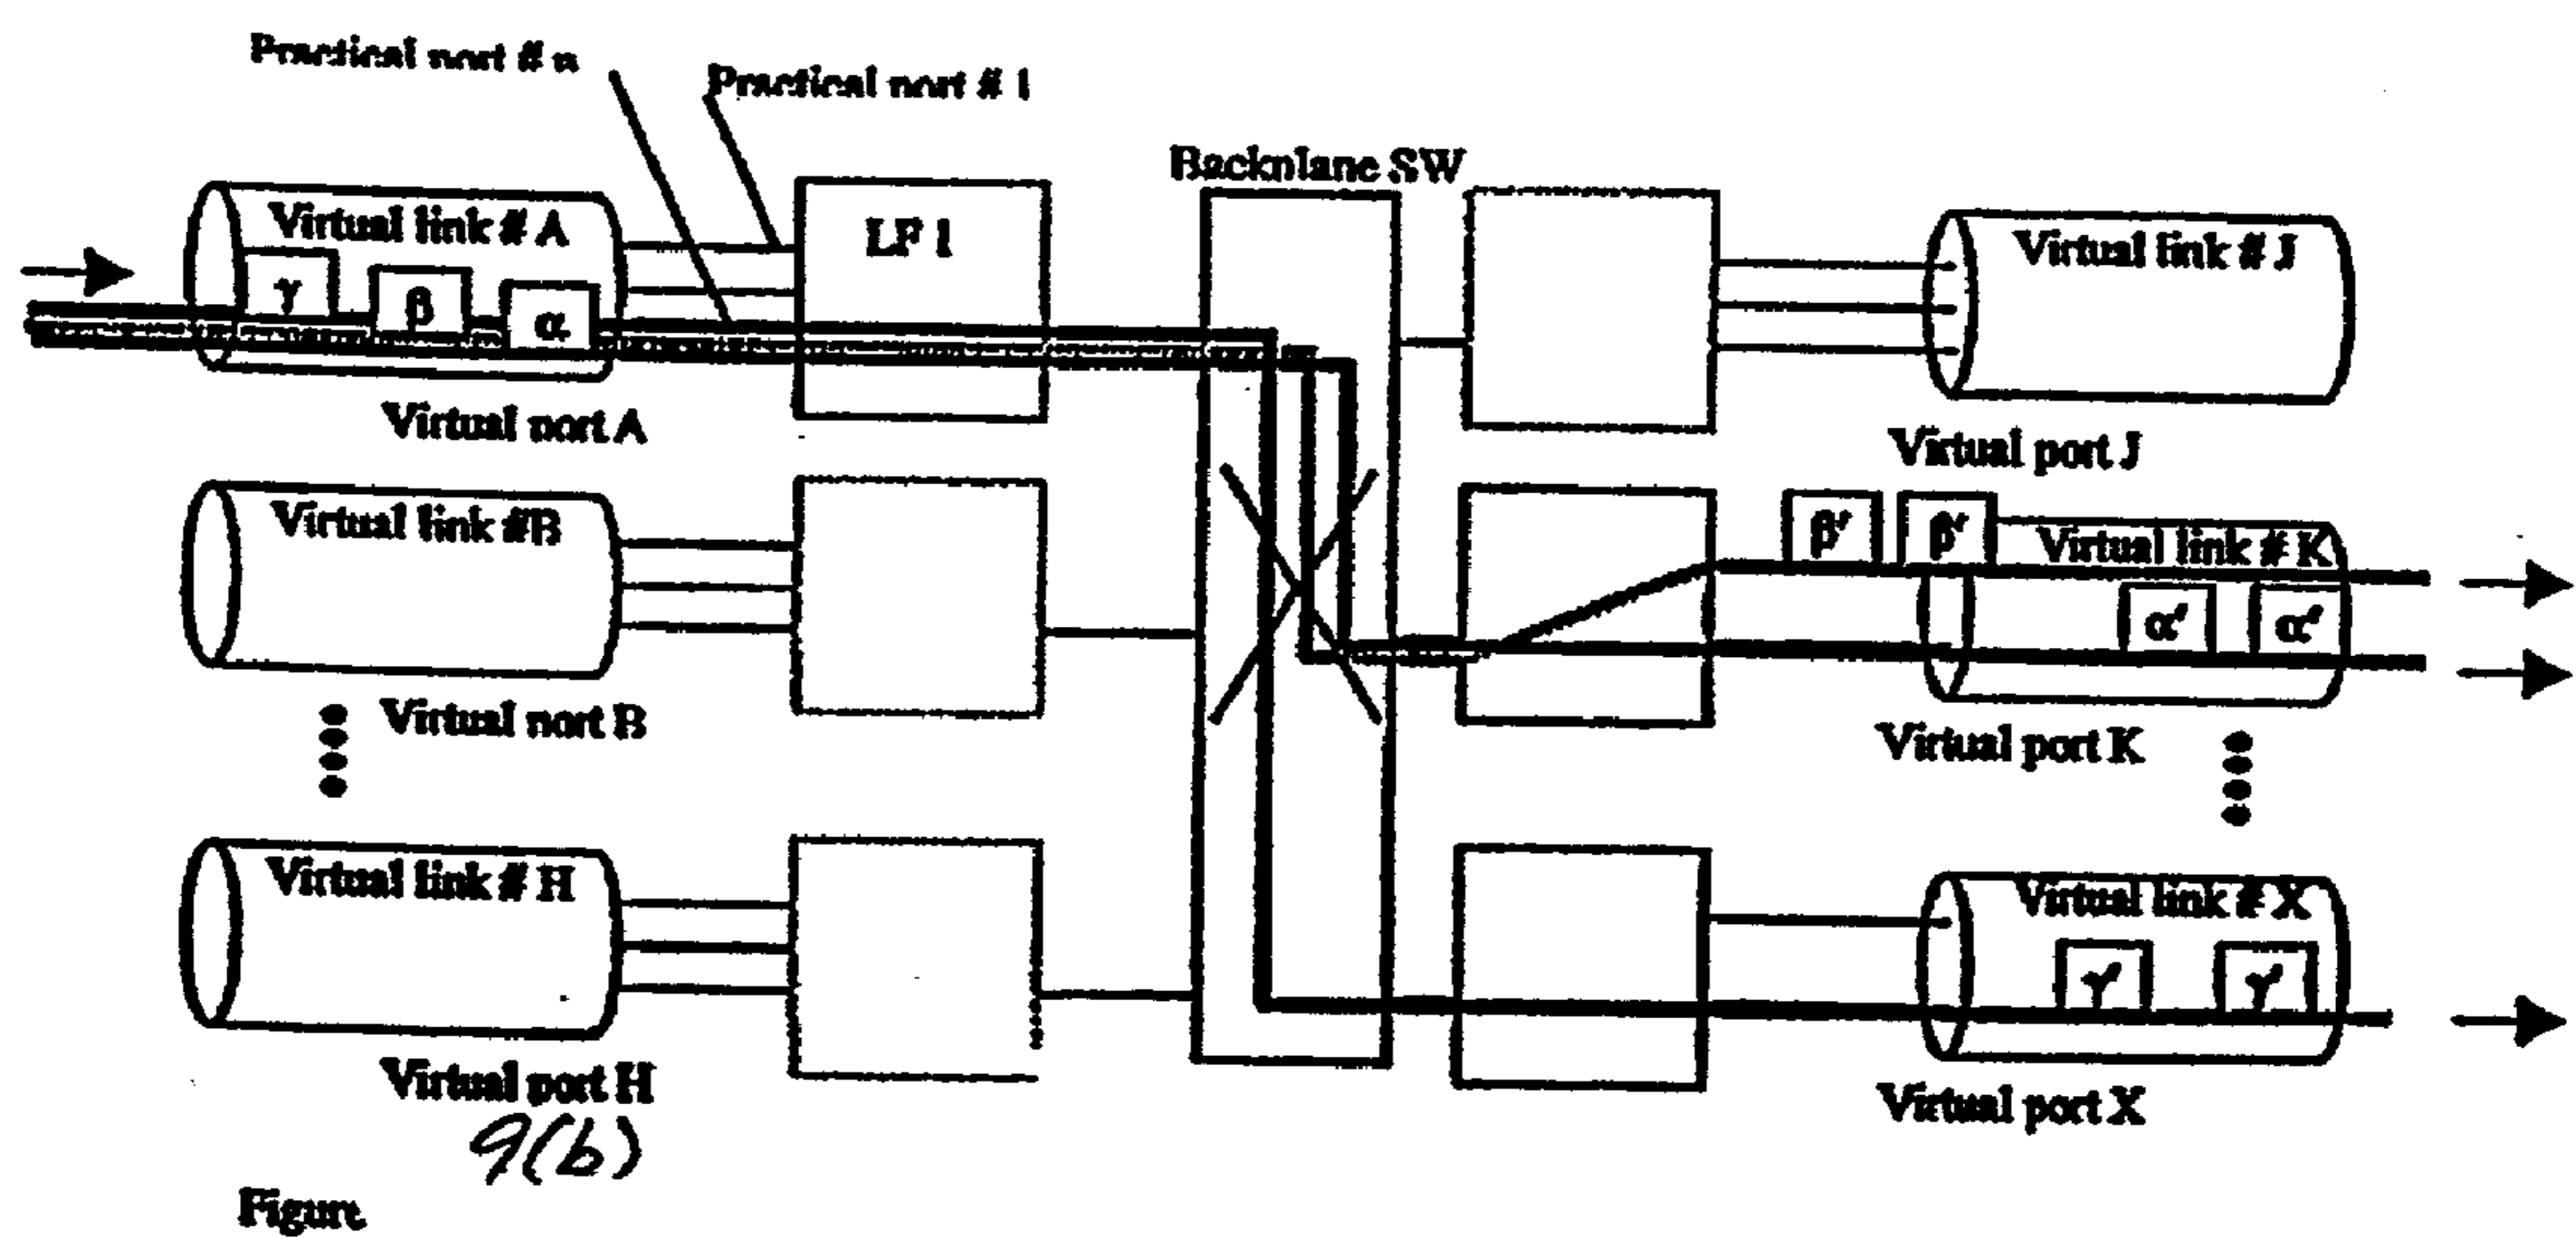 Practical port # n
Practical port # 1
Backplane SW
Virtual link # A
LF 1
γ
β
α
Virtual link # J
Virtual port A
Virtual port J
Virtual link #B
β' β'
Virtual link # K
α' α'
Virtual port B
Virtual port K
Virtual link # H
Virtual link # X
γ' γ'
Virtual port H
Virtual port X
9(b)
Figure